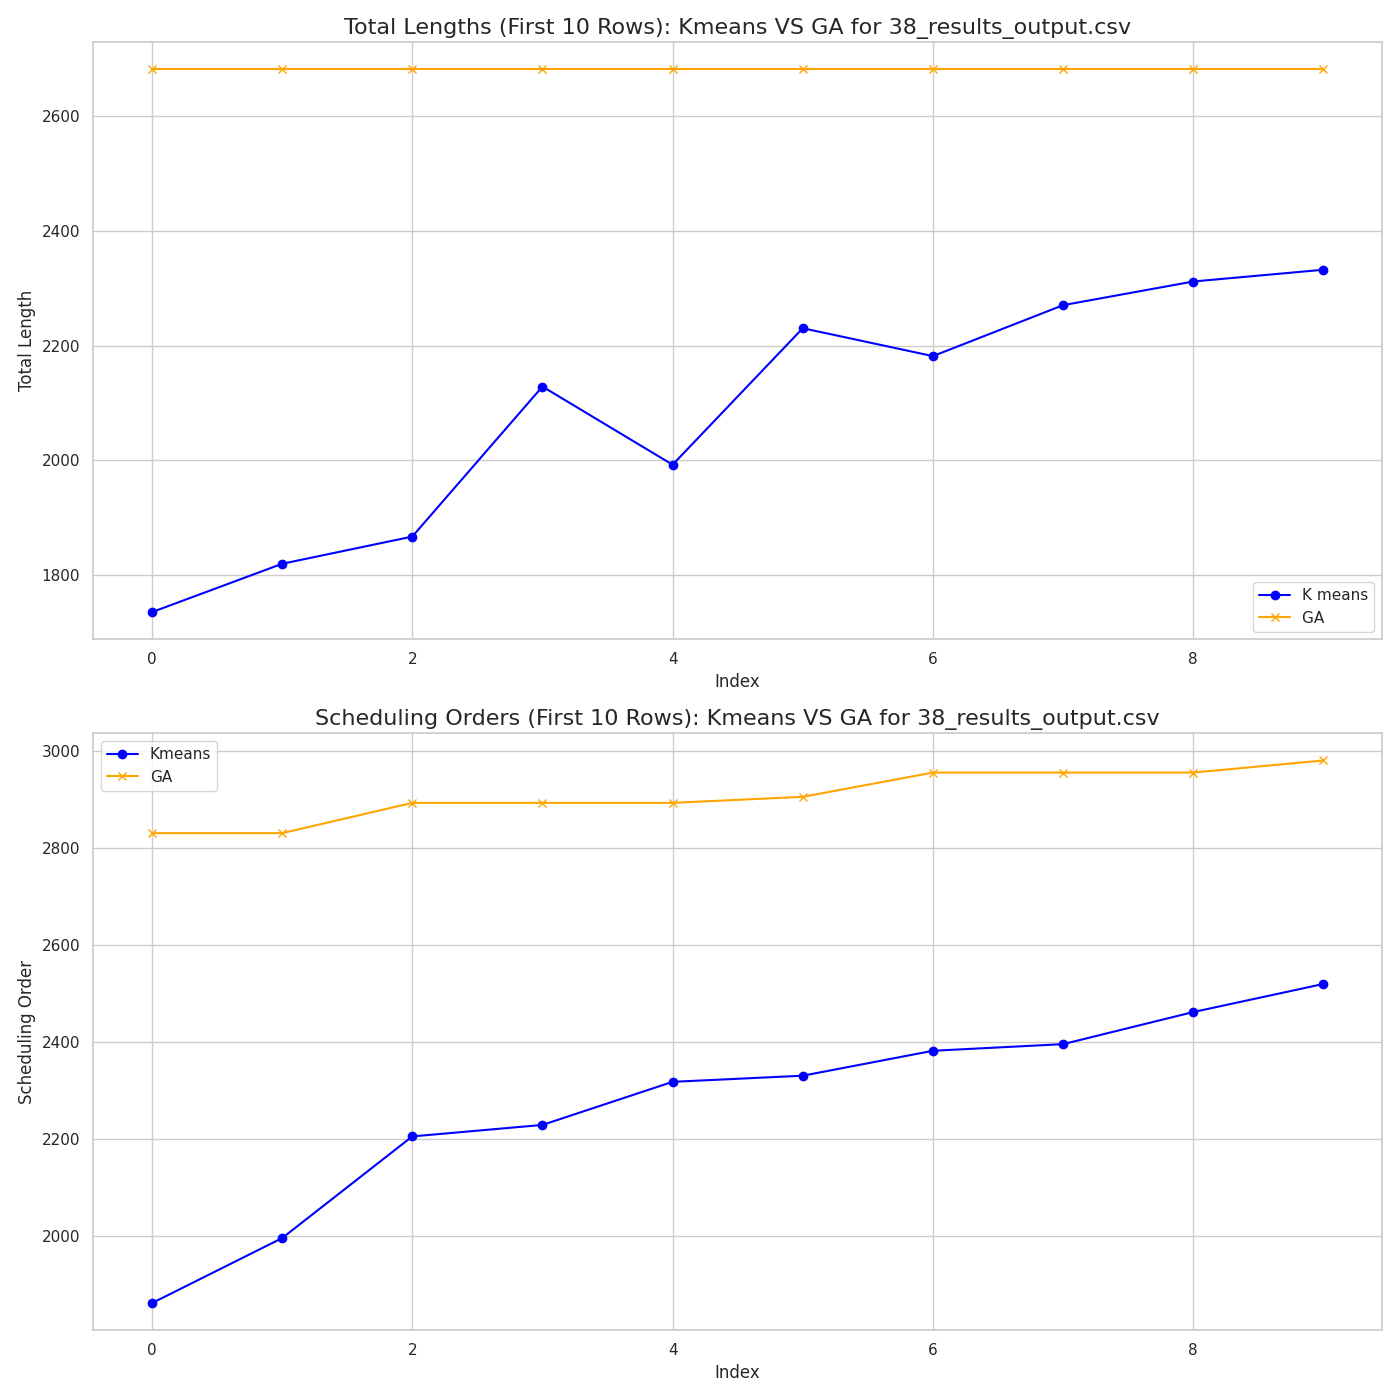 Total Lengths (First 10 Rows): Kmeans VS GA for 38_results_output.csv
2600
2400
2200
2000
1800
Total Length
K means
GA
0 2 4 6 8
Index
Scheduling Orders (First 10 Rows): Kmeans VS GA for 38_results_output.csv
Kmeans
GA
3000
2800
2600
2400
2200
2000
Scheduling Order
0 2 4 6 8
Index